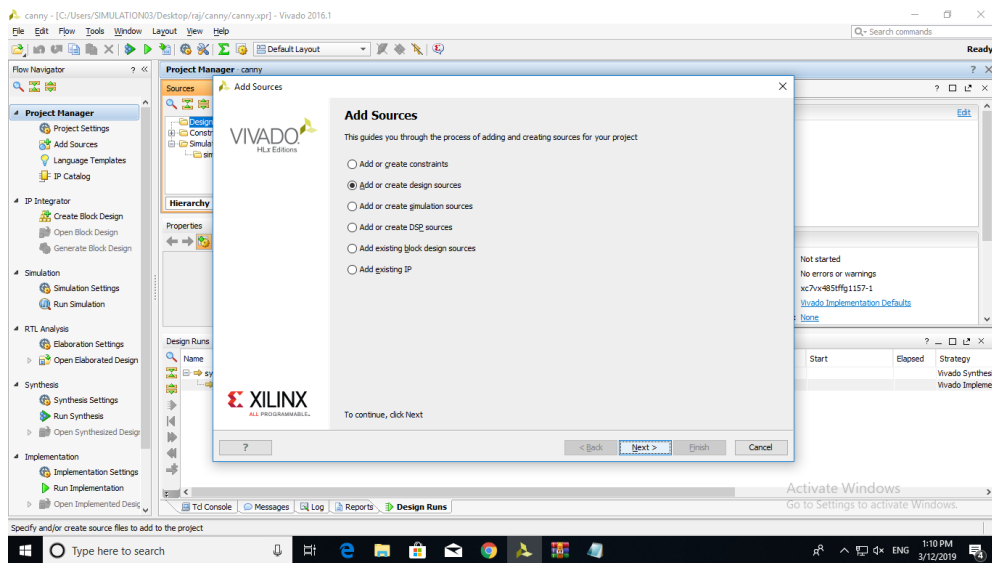 canny - [C:/Users/SIMULATION03/Desktop/raj/canny/canny.xpr] - Vivado 2016.1
File Edit Flow Tools Window Layout View Help
Search commands
Default Layout
Ready
Flow Navigator
Project Manager - canny
Project Manager
Project Settings
Add Sources
Language Templates
IP Catalog
IP Integrator
Create Block Design
Open Block Design
Generate Block Design
Simulation
Simulation Settings
Run Simulation
RTL Analysis
Elaboration Settings
Open Elaborated Design
Synthesis
Synthesis Settings
Run Synthesis
Open Synthesized Desig
Implementation
Implementation Settings
Run Implementation
Open Implemented Desig
Sources
Design
Constr
Simula
sim
Hierarchy
Properties
Add Sources
VIVADO
HLx Editions
Add Sources
This guides you through the process of adding and creating sources for your project
Add or create constraints
Add or create design sources
Add or create simulation sources
Add or create DSP sources
Add existing block design sources
Add existing IP
XILINX
ALL PROGRAMMABLE.
To continue, click Next
?
< Back Next > Finish Cancel
Edit
Not started
No errors or warnings
xc7vx485tffg1157-1
Vivado Implementation Defaults
None
Design Runs
Name
sy
Start Elapsed Strategy
Vivado Synthes
Vivado Impleme
Activate Windows
Go to Settings to activate Windows.
Tcl Console Messages Log Reports Design Runs
Specify and/or create source files to add to the project
Type here to search
ENG
1:10 PM
3/12/2019
4